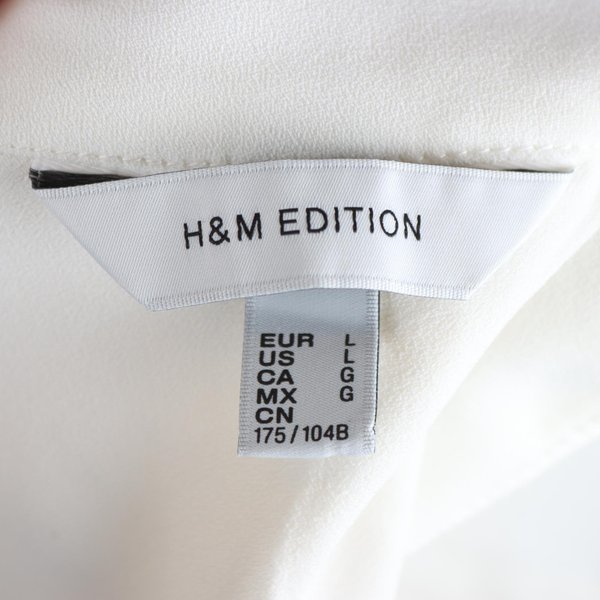 H&M EDITION
EUR L
US L
CA G
MX G
CN
175/104B